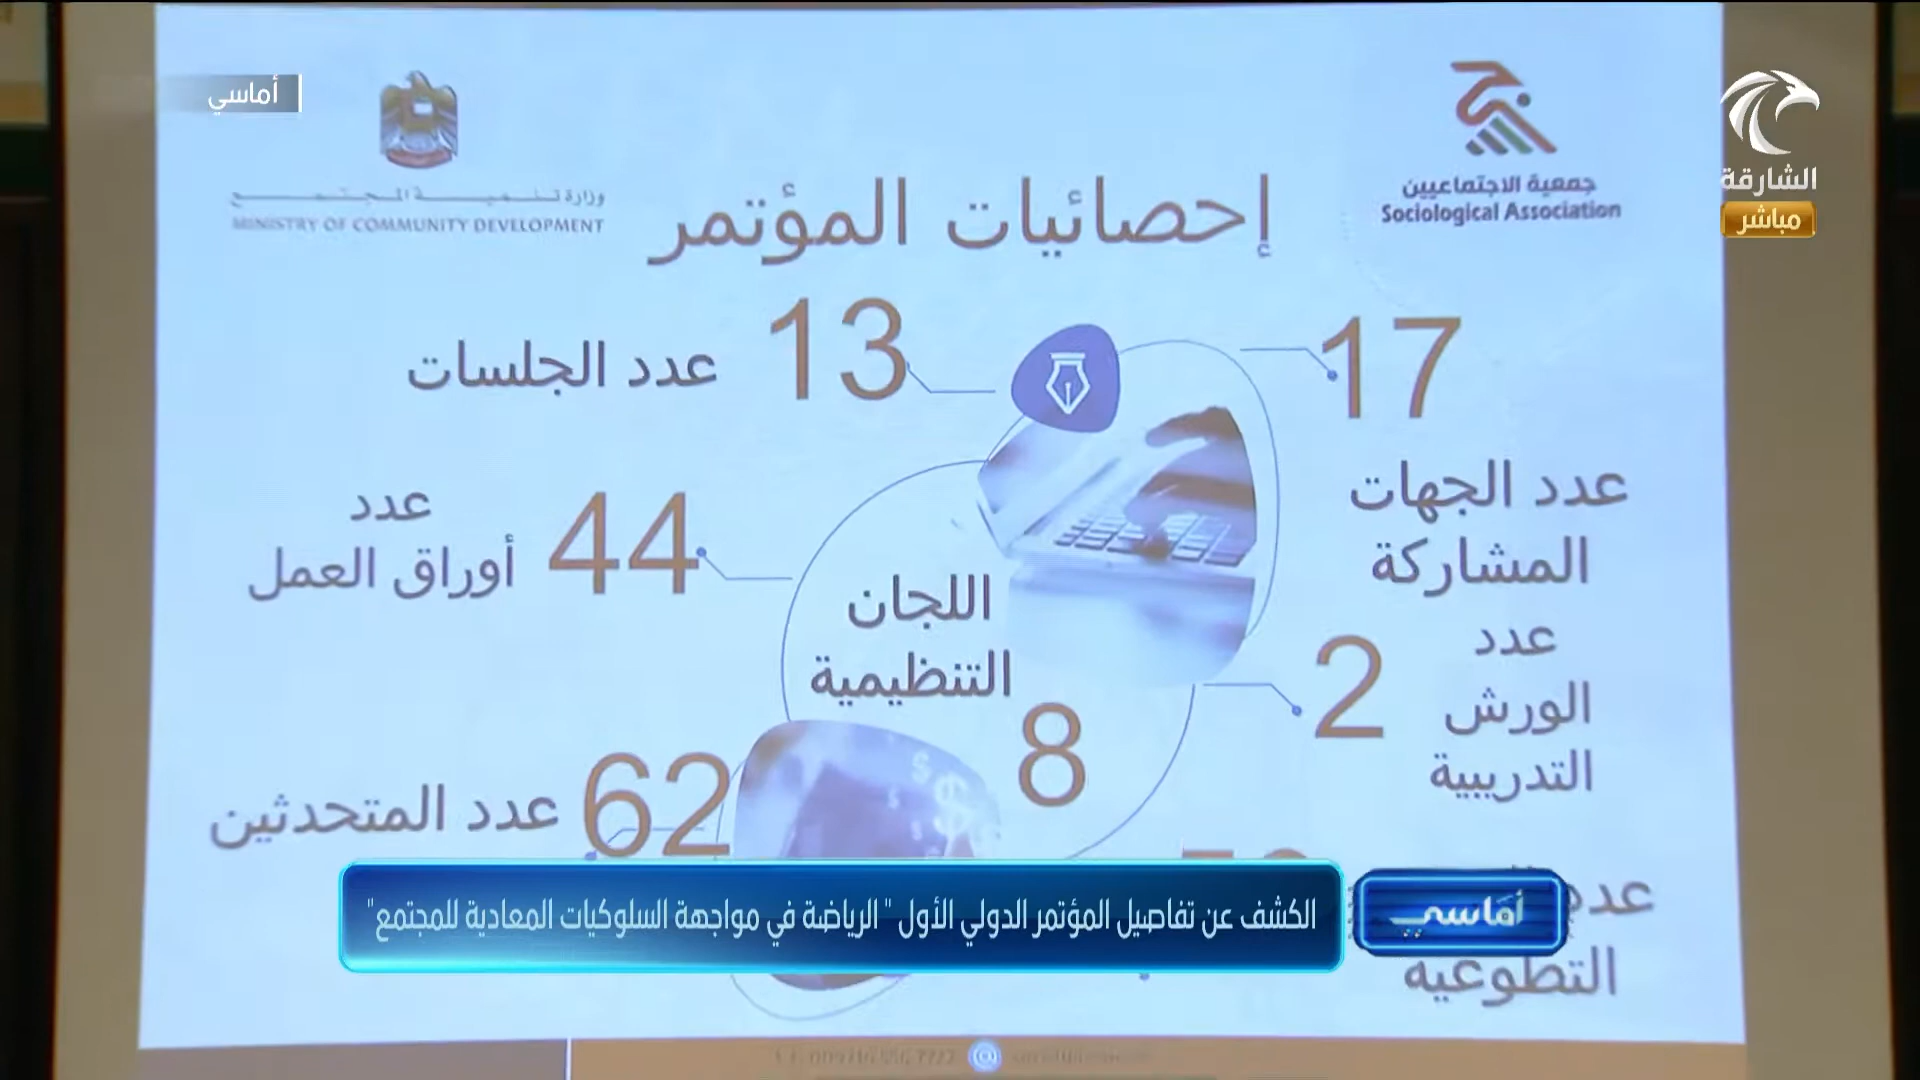 أماسي
الشارقة
مباشر
جمعية الاجتماعيين
Sociological Association
وزارة تنمية المجتمع
MINISTRY OF COMMUNITY DEVELOPMENT
إحصائيات المؤتمر
17
عدد الجهات
المشاركة
13
عدد الجلسات
44
عدد
أوراق العمل
اللجان
التنظيمية
8
2
عدد
الورش
التدريبية
62
عدد المتحدثين
عدد
التطوعية
أماسي
الكشف عن تفاصيل المؤتمر الدولي الأول " الرياضة في مواجهة السلوكيات المعادية للمجتمع"